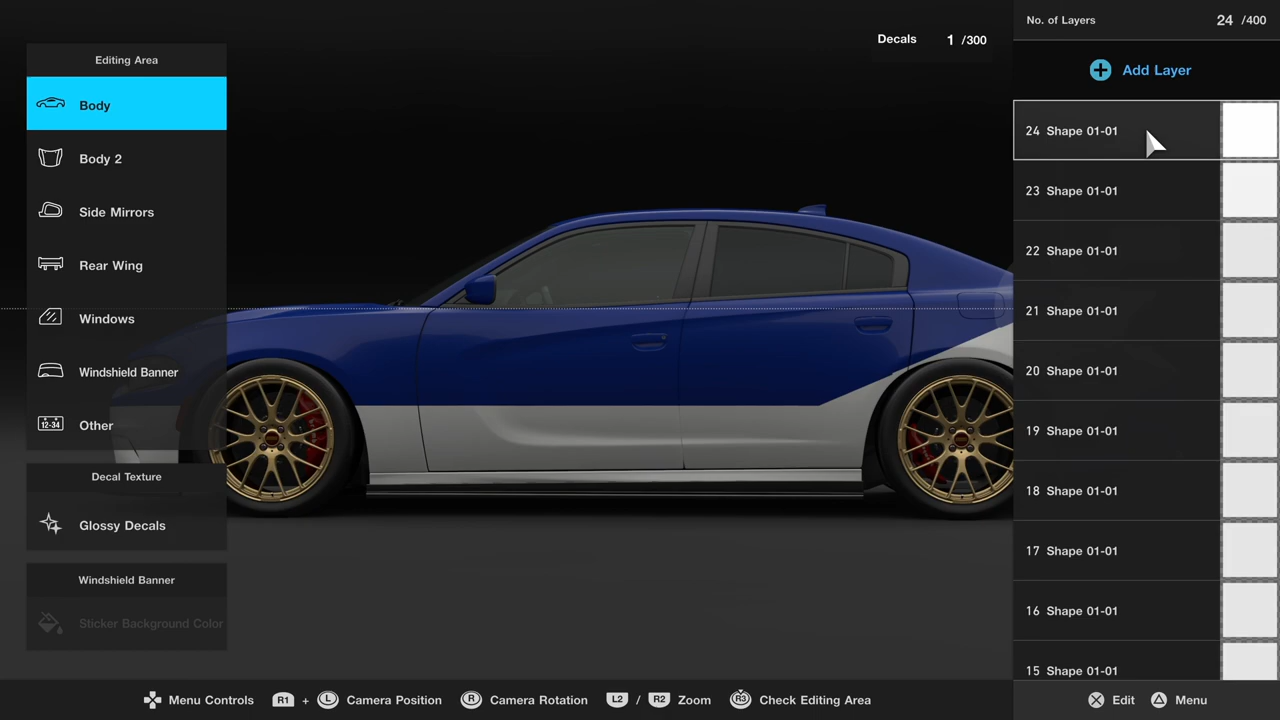 Editing Area
Body
Body 2
Side Mirrors
Rear Wing
Windows
Windshield Banner
12-34 Other
Decal Texture
Glossy Decals
Windshield Banner
Sticker Background Color
Decals 1 /300
No. of Layers 24 /400
Add Layer
24 Shape 01-01
23 Shape 01-01
22 Shape 01-01
21 Shape 01-01
20 Shape 01-01
19 Shape 01-01
18 Shape 01-01
17 Shape 01-01
16 Shape 01-01
15 Shape 01-01
Menu Controls R1 + L Camera Position R Camera Rotation L2 / R2 Zoom R3 Check Editing Area
Edit Menu